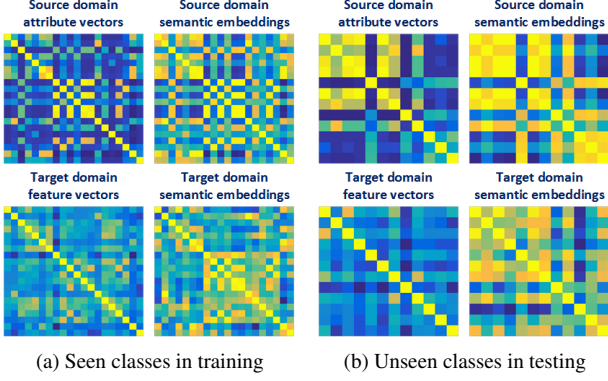 Source domain
attribute vectors
Source domain
semantic embeddings
Source domain
attribute vectors
Source domain
semantic embeddings
Target domain
feature vectors
Target domain
semantic embeddings
Target domain
feature vectors
Target domain
semantic embeddings
(a) Seen classes in training
(b) Unseen classes in testing